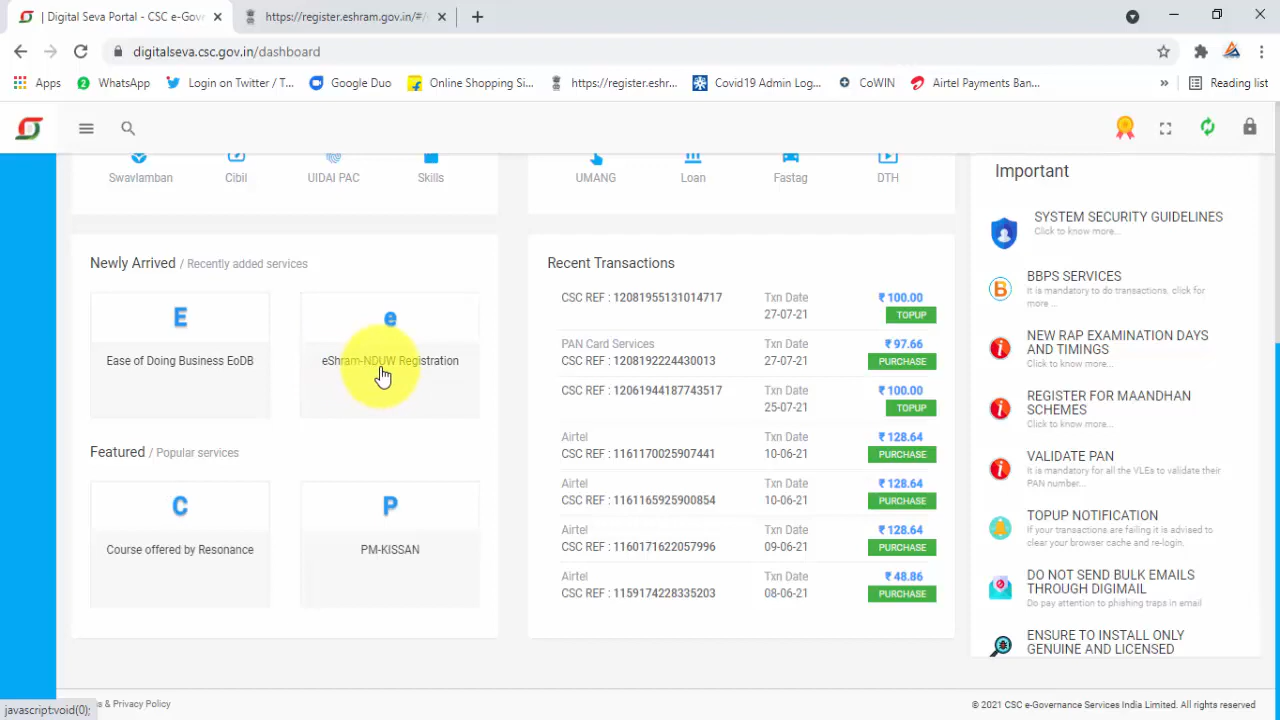 | Digital Seva Portal - CSC e-Gov
https://register.eshram.gov.in/#/
digitalseva.csc.gov.in/dashboard
Apps
WhatsApp
Login on Twitter / T...
Google Duo
Online Shopping Si...
https://register.eshr...
Covid19 Admin Log...
CoWIN
Airtel Payments Ban...
»
Reading list
Swavlamban
Cibil
UIDAI PAC
Skills
UMANG
Loan
Fastag
DTH
Newly Arrived / Recently added services
E
Ease of Doing Business EoDB
e
eShram-NDUW Registration
Featured / Popular services
C
Course offered by Resonance
P
PM-KISSAN
Recent Transactions
CSC REF : 12081955131014717 Txn Date ₹ 100.00
27-07-21 TOPUP
PAN Card Services Txn Date ₹ 97.66
CSC REF : 1208192224430013 27-07-21 PURCHASE
CSC REF : 12061944187743517 Txn Date ₹ 100.00
25-07-21 TOPUP
Airtel Txn Date ₹ 128.64
CSC REF : 1161170025907441 10-06-21 PURCHASE
Airtel Txn Date ₹ 128.64
CSC REF : 1161165925900854 10-06-21 PURCHASE
Airtel Txn Date ₹ 128.64
CSC REF : 1160171622057996 09-06-21 PURCHASE
Airtel Txn Date ₹ 48.86
CSC REF : 1159174228335203 08-06-21 PURCHASE
Important
SYSTEM SECURITY GUIDELINES
Click to know more...
BBPS SERVICES
It is mandatory to do transactions, click for
more ...
NEW RAP EXAMINATION DAYS
AND TIMINGS
Click to know more...
REGISTER FOR MAANDHAN
SCHEMES
Click to know more...
VALIDATE PAN
It is mandatory for all the VLEs to validate their
PAN number...
TOPUP NOTIFICATION
If your transactions are failing it is advised to
clear your browser cache and re-login.
DO NOT SEND BULK EMAILS
THROUGH DIGIMAIL
Do pay attention to phishing traps in email
ENSURE TO INSTALL ONLY
GENUINE AND LICENSED
javascript:void(0);
& Privacy Policy
© 2021 CSC e-Governance Services India Limited. All rights reserved